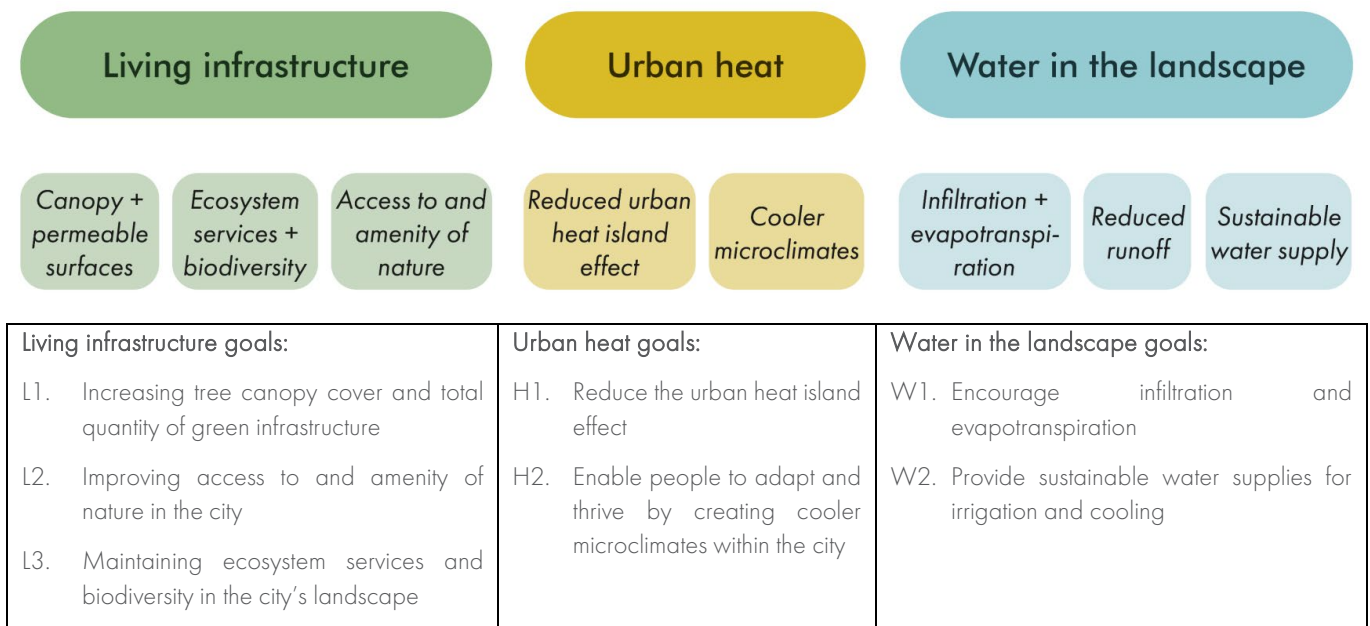 Living infrastructure
Urban heat
Water in the landscape
Canopy +
permeable
surfaces
Ecosystem
services +
biodiversity
Access to and
amenity of
nature
Reduced urban
heat island
effect
Cooler
microclimates
Infiltration +
evapotranspi-
ration
Reduced
runoff
Sustainable
water supply
Living infrastructure goals:
L1. Increasing tree canopy cover and total
quantity of green infrastructure
L2. Improving access to and amenity of
nature in the city
L3. Maintaining ecosystem services and
biodiversity in the city's landscape
Urban heat goals:
H1. Reduce the urban heat island
effect
H2. Enable people to adapt and
thrive by creating cooler
microclimates within the city
Water in the landscape goals:
W1. Encourage infiltration and
evapotranspiration
W2. Provide sustainable water supplies for
irrigation and cooling